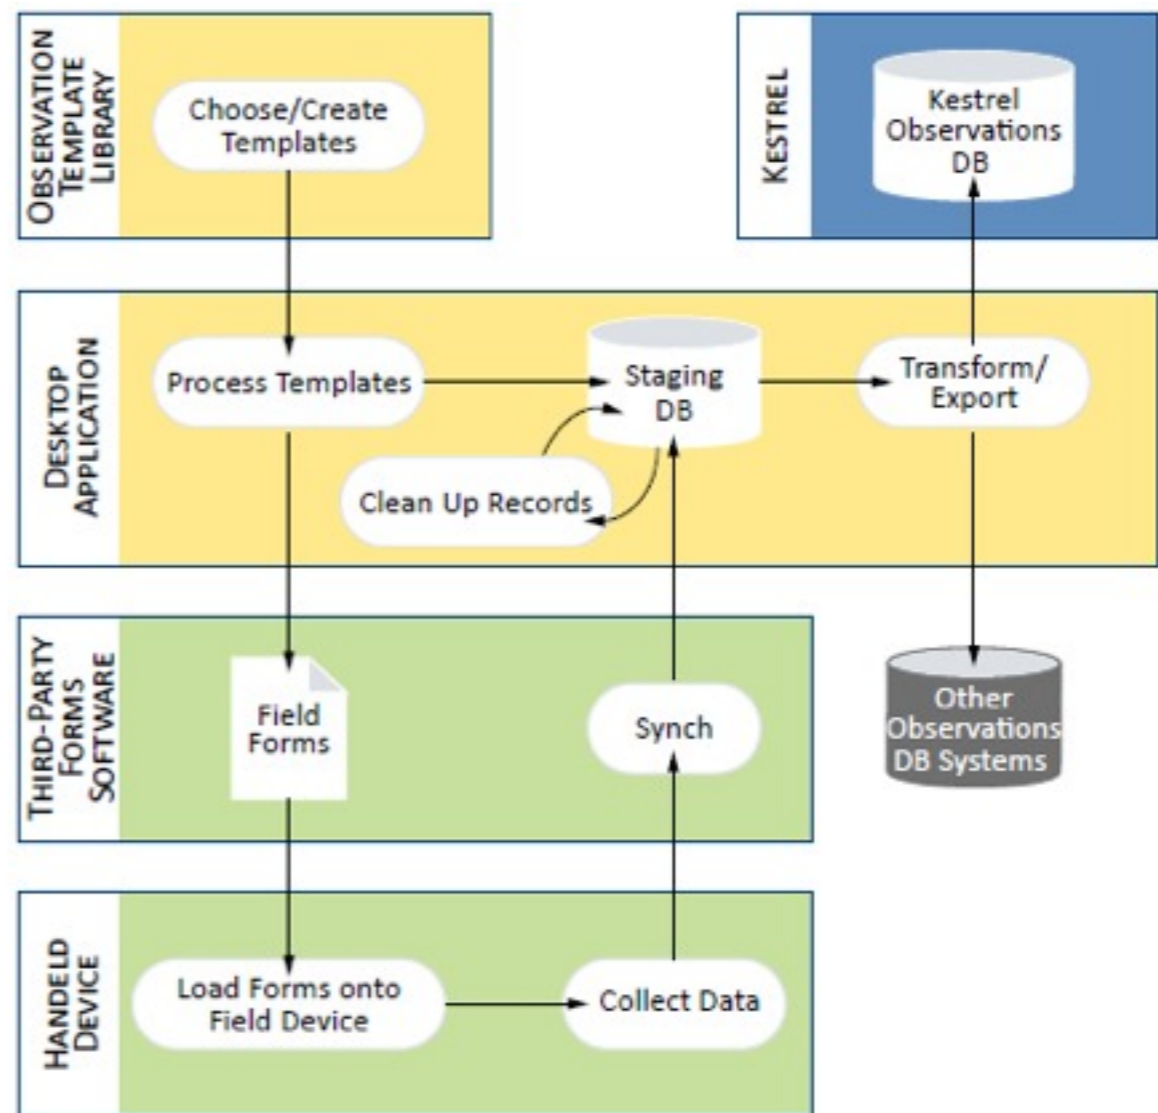 OBSERVATION
TEMPLATE
LIBRARY
Choose/Create
Templates
KESTREL
Kestrel
Observations
DB
DESKTOP
APPLICATION
Process Templates
Staging
DB
Transform/
Export
Clean Up Records
THIRD-PARTY
FORMS
SOFTWARE
Field
Forms
Synch
Other
Observations
DB Systems
HANDELD
DEVICE
Load Forms onto
Field Device
Collect Data